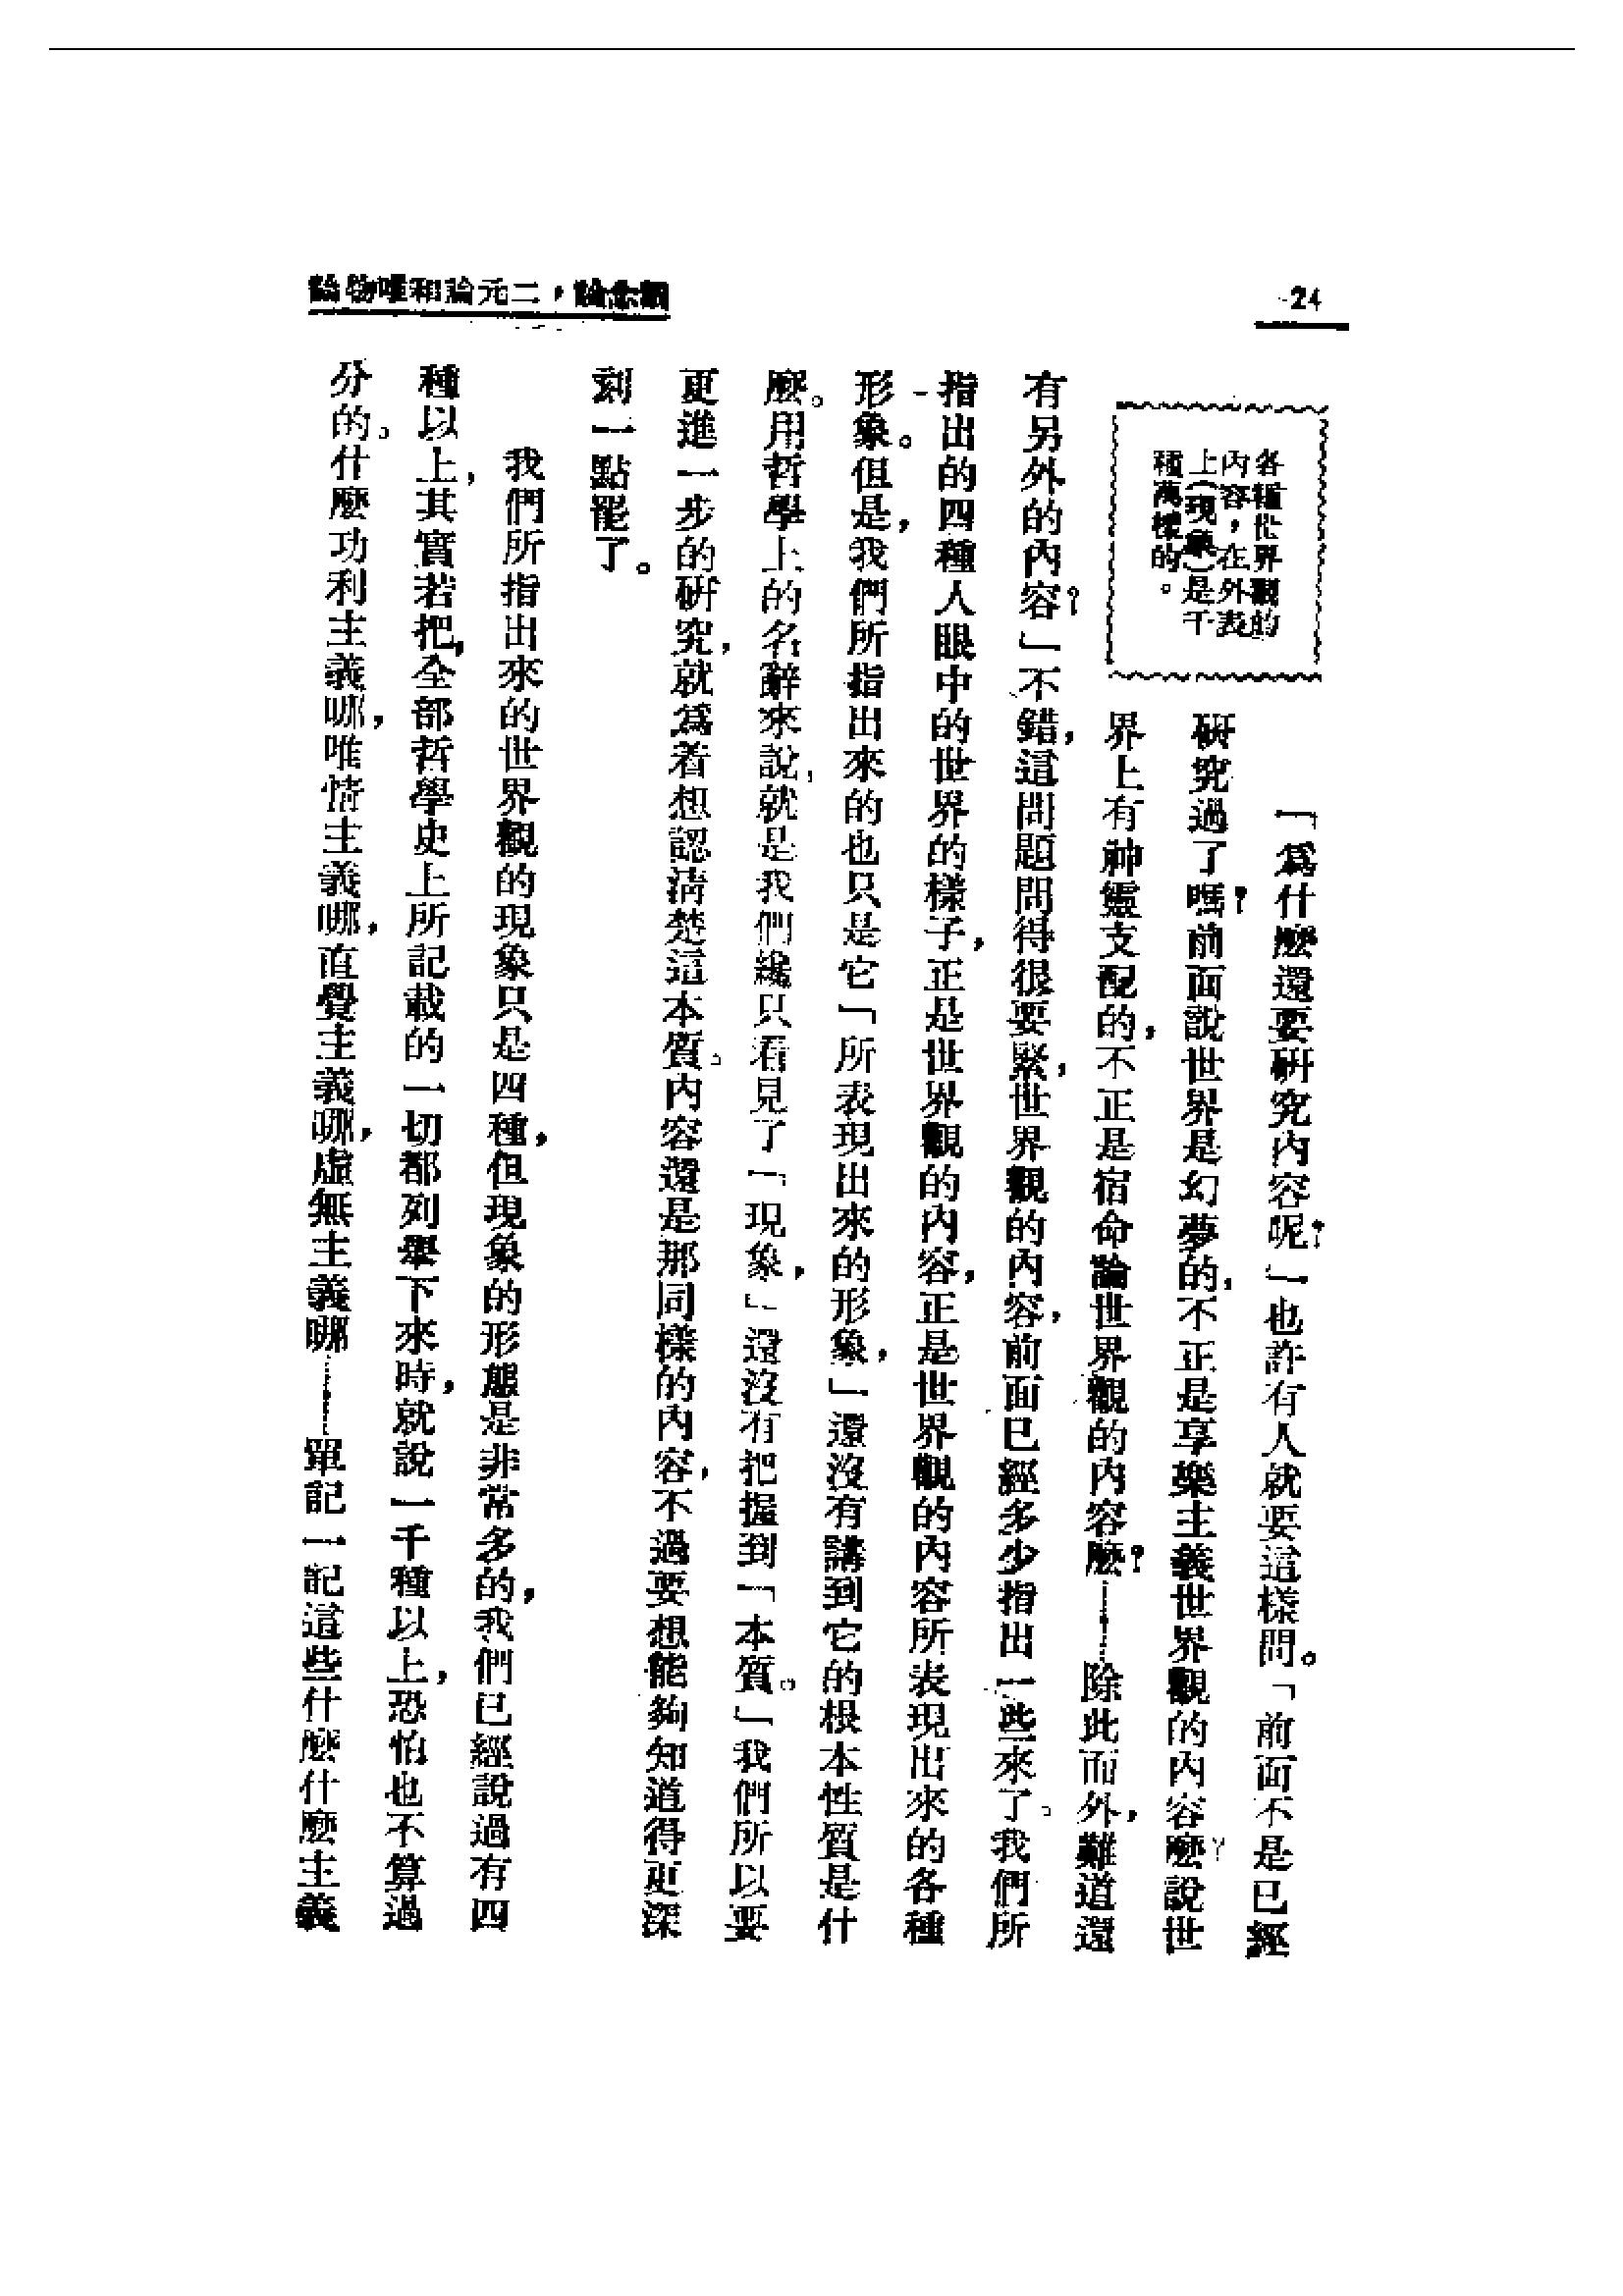 24
觀念論，二元論和唯物論
各種世界觀的
內容，在外表
上（現象）是千
種萬樣的。
「爲什麼還要研究內容呢？」也許有人就要這樣問。「前面不是已經
研究過了嗎？前面說世界是幻夢的，不正是享樂主義世界觀的內容麼？說世
界上有神靈支配的，不正是宿命論世界觀的內容麼？……除此而外，難道還
有另外的內容？」不錯，這問題問得很要緊，世界觀的內容，前面已經多少指出一些來了。我們所
指出的四種人眼中的世界的樣子，正是世界觀的內容，正是世界觀的內容所表現出來的各種
形象。但是，我們所指出來的也只是它「所表現出來的形象，」還沒有講到它的根本性質是什
麼。用哲學上的名辭來說，就是我們纔只看見了「現象，」還沒有把握到「本質。」我們所以要
更進一步的研究，就爲着想認清楚這本質。內容還是那同樣的內容，不過要想能夠知道得更深
刻一點罷了。
我們所指出來的世界觀的現象只是四種，但現象的形態是非常多的，我們已經說過有四
種以上，其實若把，全部哲學史上所記載的一切都列舉下來時，就說一千種以上，恐怕也不算過
分的。什麼功利主義哪，唯情主義哪，直覺主義哪，虛無主義哪……單記一記這些什麼什麼主義